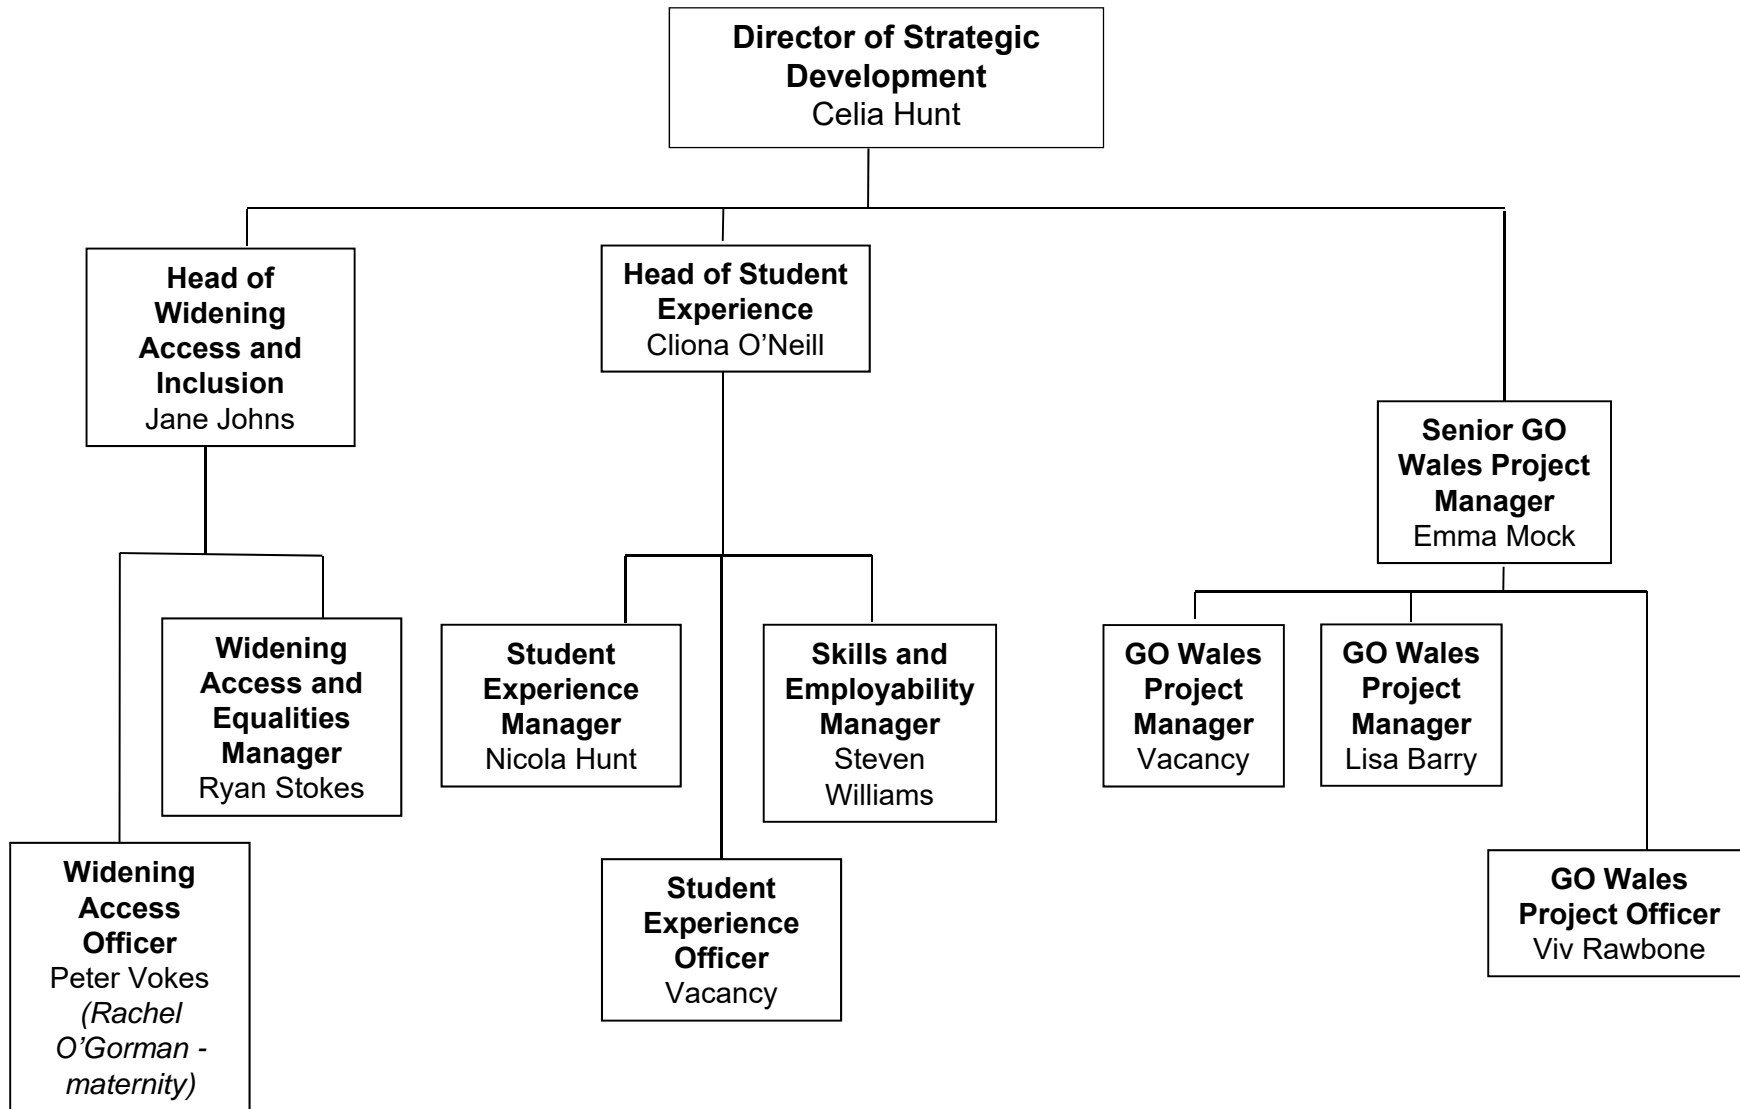 Director of Strategic
Development
Celia Hunt
Head of
Widening
Access and
Inclusion
Jane Johns
Head of Student
Experience
Cliona O’Neill
Senior GO
Wales Project
Manager
Emma Mock
Widening
Access and
Equalities
Manager
Ryan Stokes
Student
Experience
Manager
Nicola Hunt
Skills and
Employability
Manager
Steven
Williams
GO Wales
Project
Manager
Vacancy
GO Wales
Project
Manager
Lisa Barry
Widening
Access
Officer
Peter Vokes
(Rachel
O’Gorman -
maternity)
Student
Experience
Officer
Vacancy
GO Wales
Project Officer
Viv Rawbone